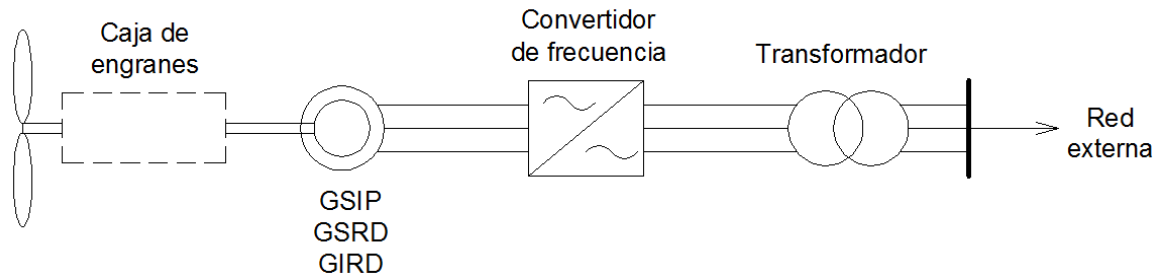 Caja de
engranes
Convertidor
de frecuencia
Transformador
Red
externa
GSIP
GSRD
GIRD